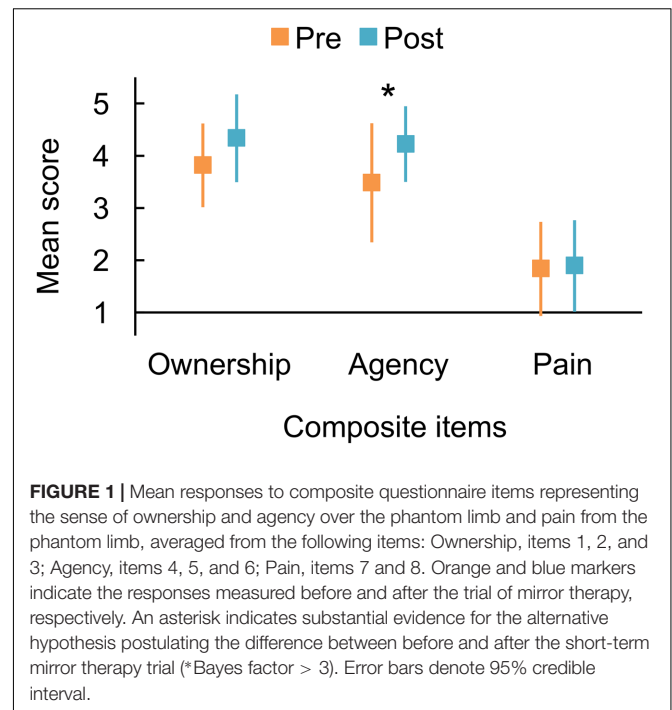 Pre Post
*
5
4
3
2
1
Mean score
Ownership Agency Pain
Composite items
FIGURE 1 | Mean responses to composite questionnaire items representing
the sense of ownership and agency over the phantom limb and pain from the
phantom limb, averaged from the following items: Ownership, items 1, 2, and
3; Agency, items 4, 5, and 6; Pain, items 7 and 8. Orange and blue markers
indicate the responses measured before and after the trial of mirror therapy,
respectively. An asterisk indicates substantial evidence for the alternative
hypothesis postulating the difference between before and after the short-term
mirror therapy trial (*Bayes factor > 3). Error bars denote 95% credible
interval.